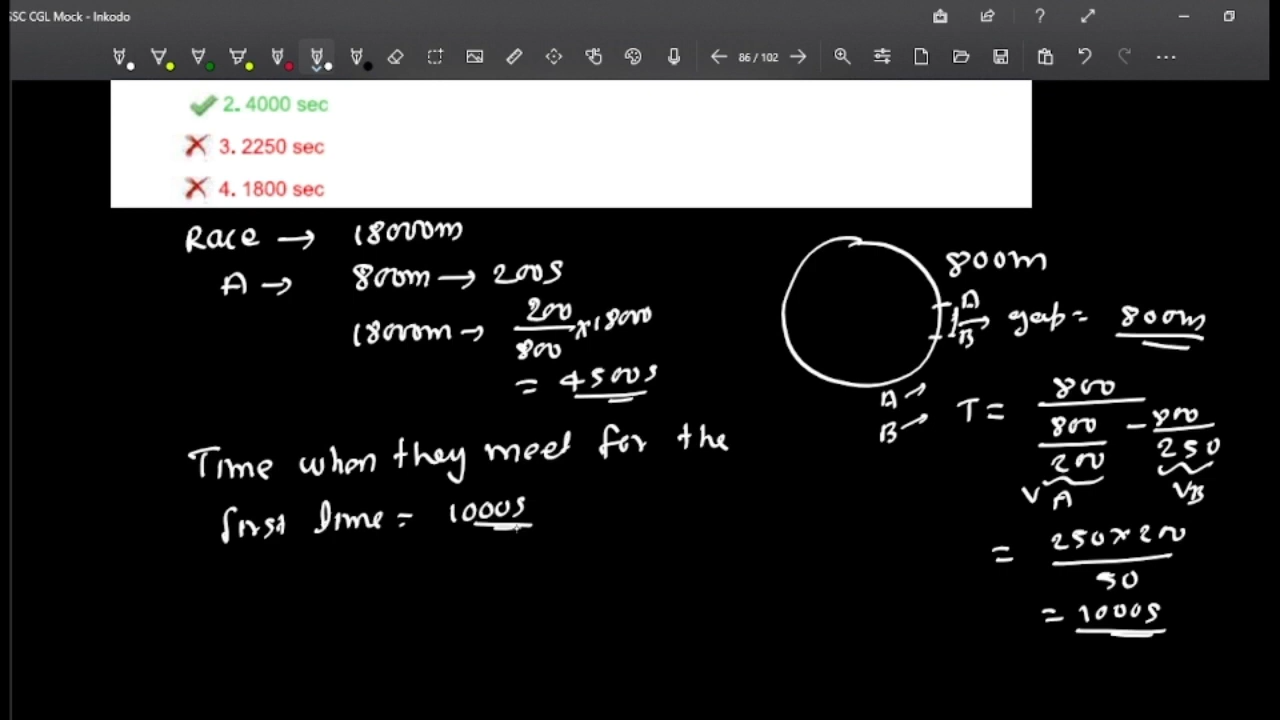 SSC CGL Mock - Inkodo
86 / 102
2. 4000 sec
3. 2250 sec
4. 1800 sec
Race → 18000m
A → 800m → 200s
18000m → 200/800 × 18000
= 4500s
Time when they meet for the
first time = 1000s
800m
A
B → gap = 800m
A →
B →
T = 800
800/200 - 800/250
VA VB
= 250×200/50
= 1000s